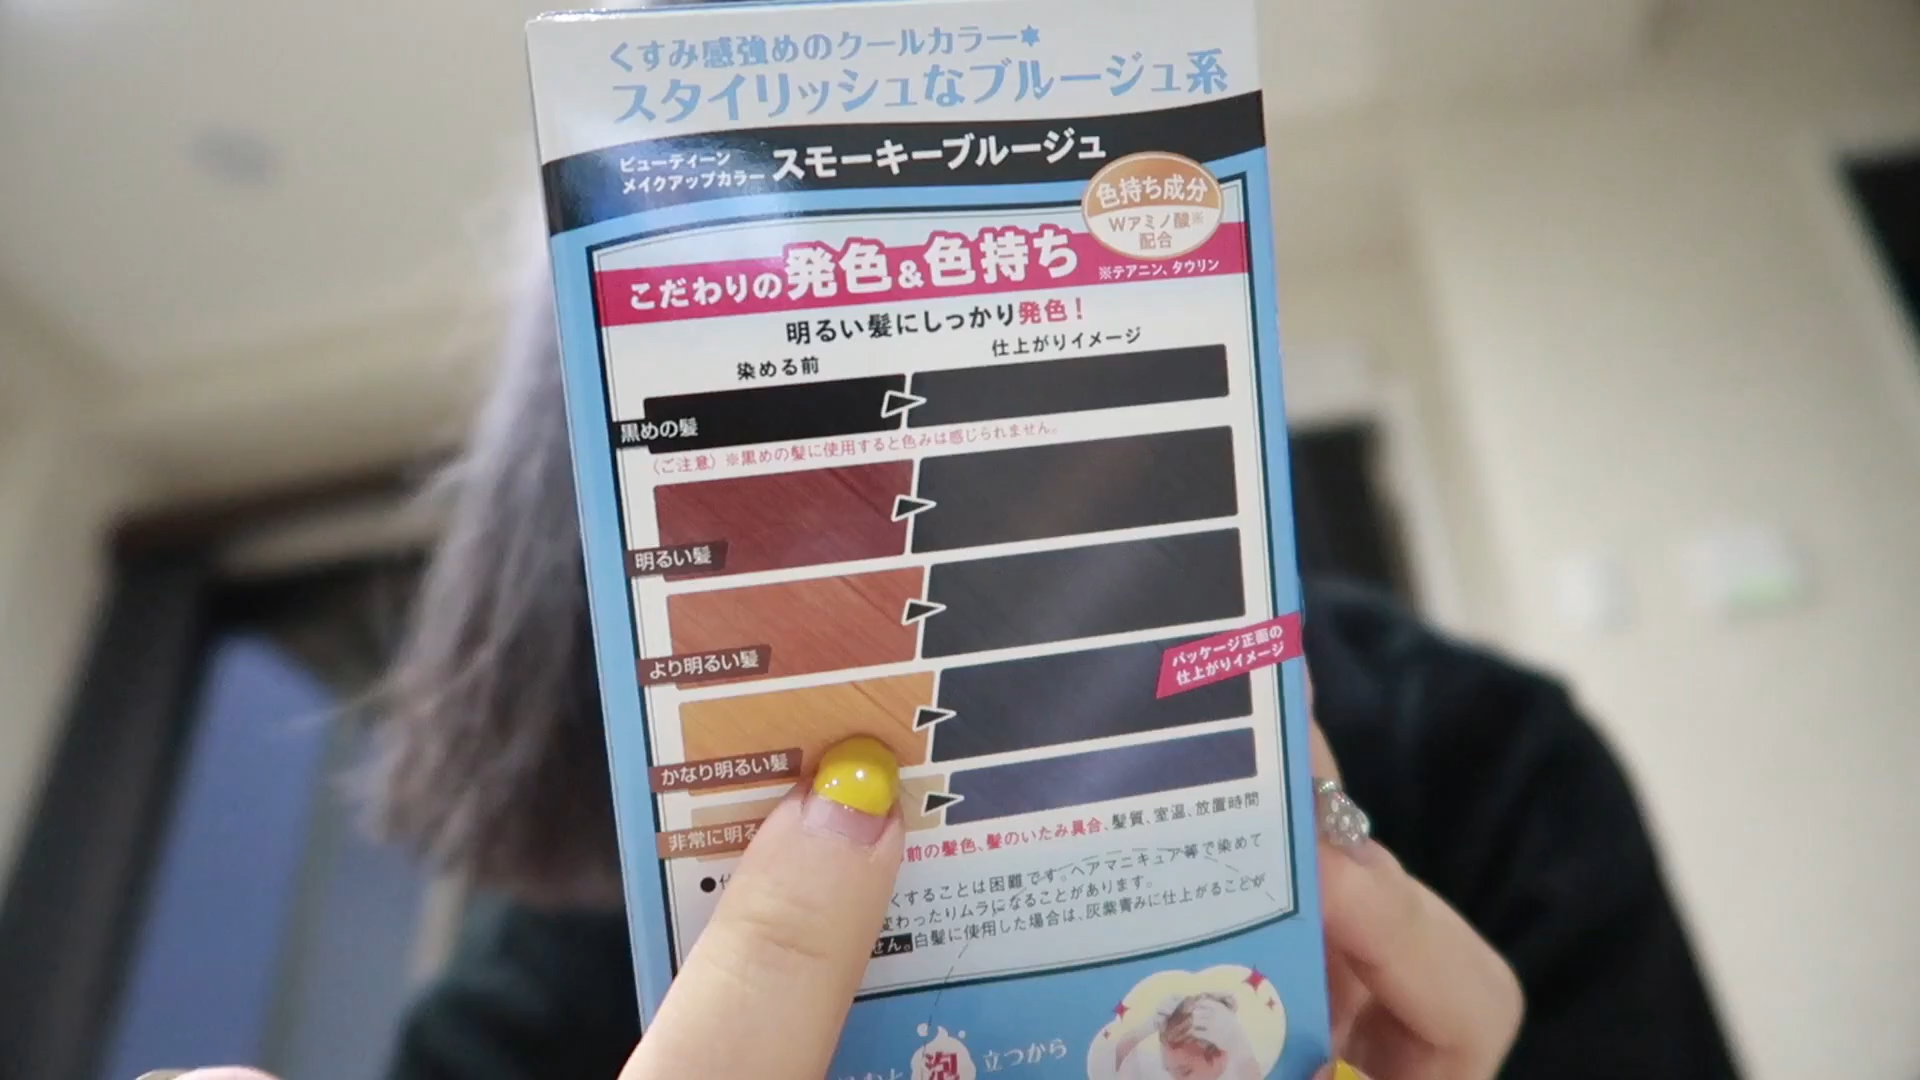 くすみ感強めのクールカラー✶
スタイリッシュなブルージュ系
ビューティーン
メイクアップカラー
スモーキーブルージュ
色持ち成分
Wアミノ酸※
配合
こだわりの発色&色持ち
※テアニン、タウリン
明るい髪にしっかり発色!
染める前
仕上がりイメージ
黒めの髪
〈ご注意〉※黒めの髪に使用すると色みは感じられません。
明るい髪
より明るい髪
パッケージ正面の
仕上がりイメージ
かなり明るい髪
非常に明る
前の髪色、髪のいたみ具合、髪質、室温、放置時間
くすることは困難です。ヘアマニキュア等で染めて
変わったりムラになることがあります。
せん。白髪に使用した場合は、灰紫青みに仕上がることが
泡
立つから